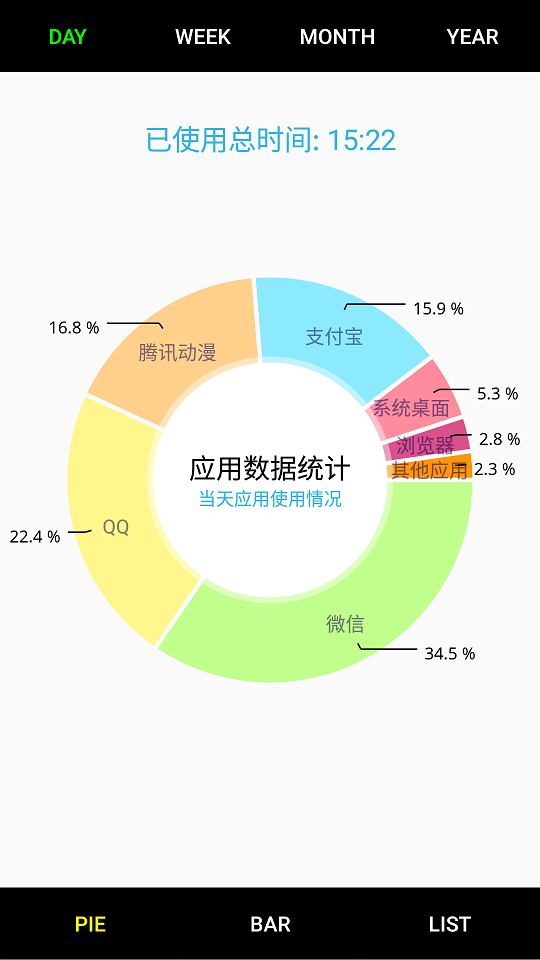 DAY WEEK MONTH YEAR
已使用总时间: 15:22
15.9 %
16.8 %
支付宝
腾讯动漫
5.3 %
系统桌面
2.8 %
浏览器
应用数据统计
其他应用 2.3 %
当天应用使用情况
QQ
22.4 %
微信
34.5 %
PIE BAR LIST